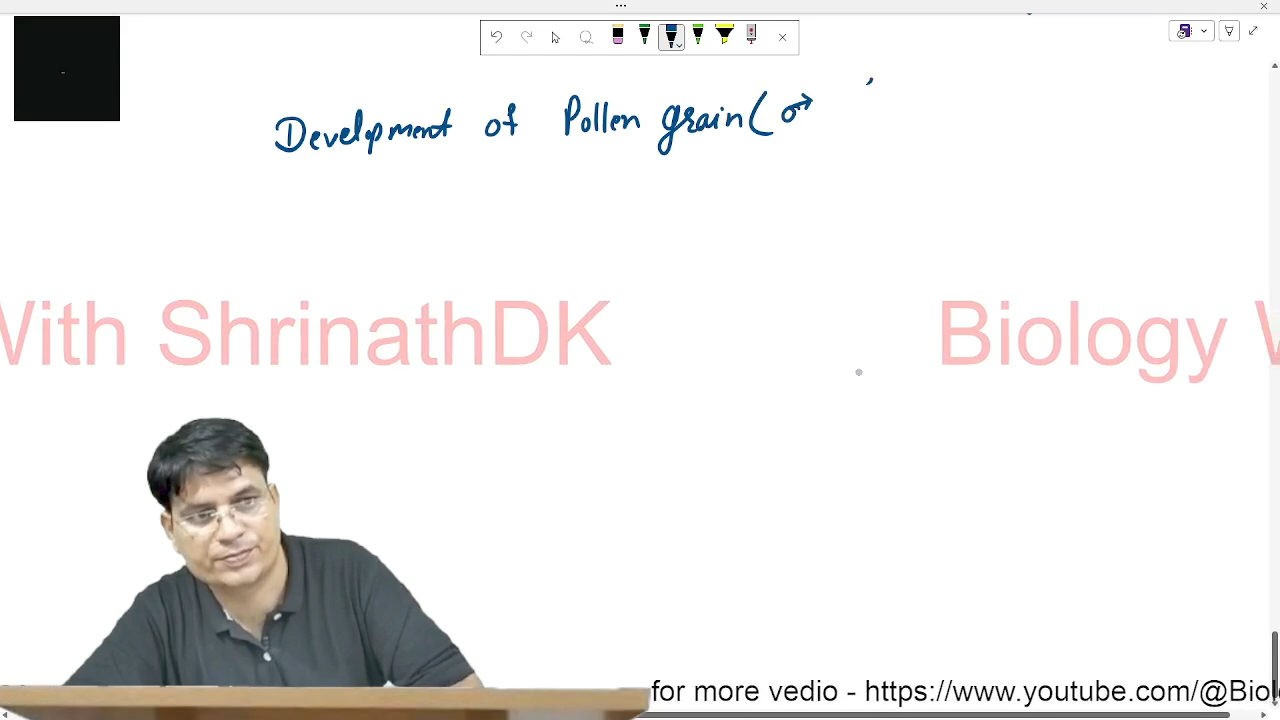 Development of Pollen grain ( ♂
With ShrinathDK
Biology W
for more vedio - https://www.youtube.com/@Biol